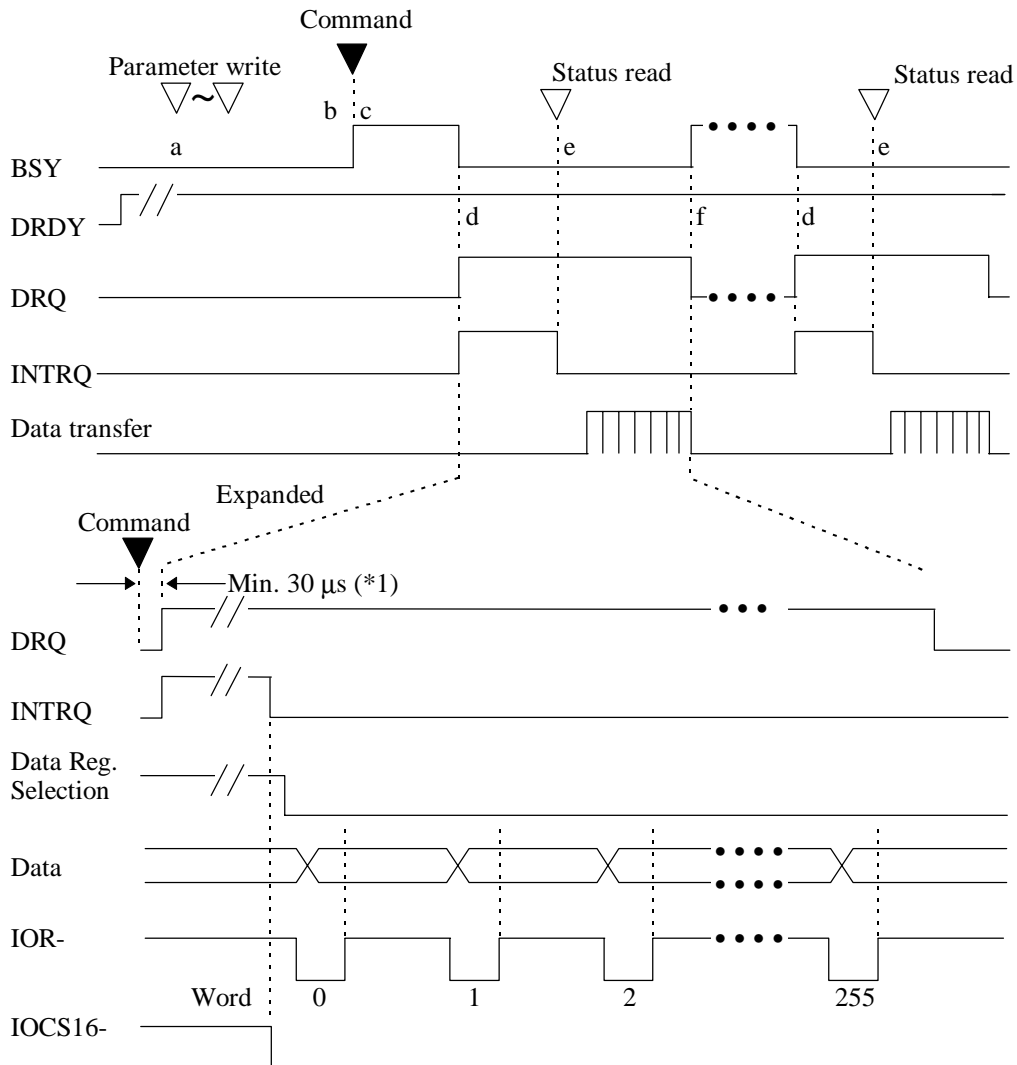 Command
Parameter write
Status read
Status read
~
b c
a
e
e
BSY
d
f
d
DRDY
DRQ
INTRQ
Data transfer
Expanded
Command
Min. 30 μs (*1)
DRQ
INTRQ
Data Reg.
Selection
Data
IOR-
Word 0 1 2 255
IOCS16-